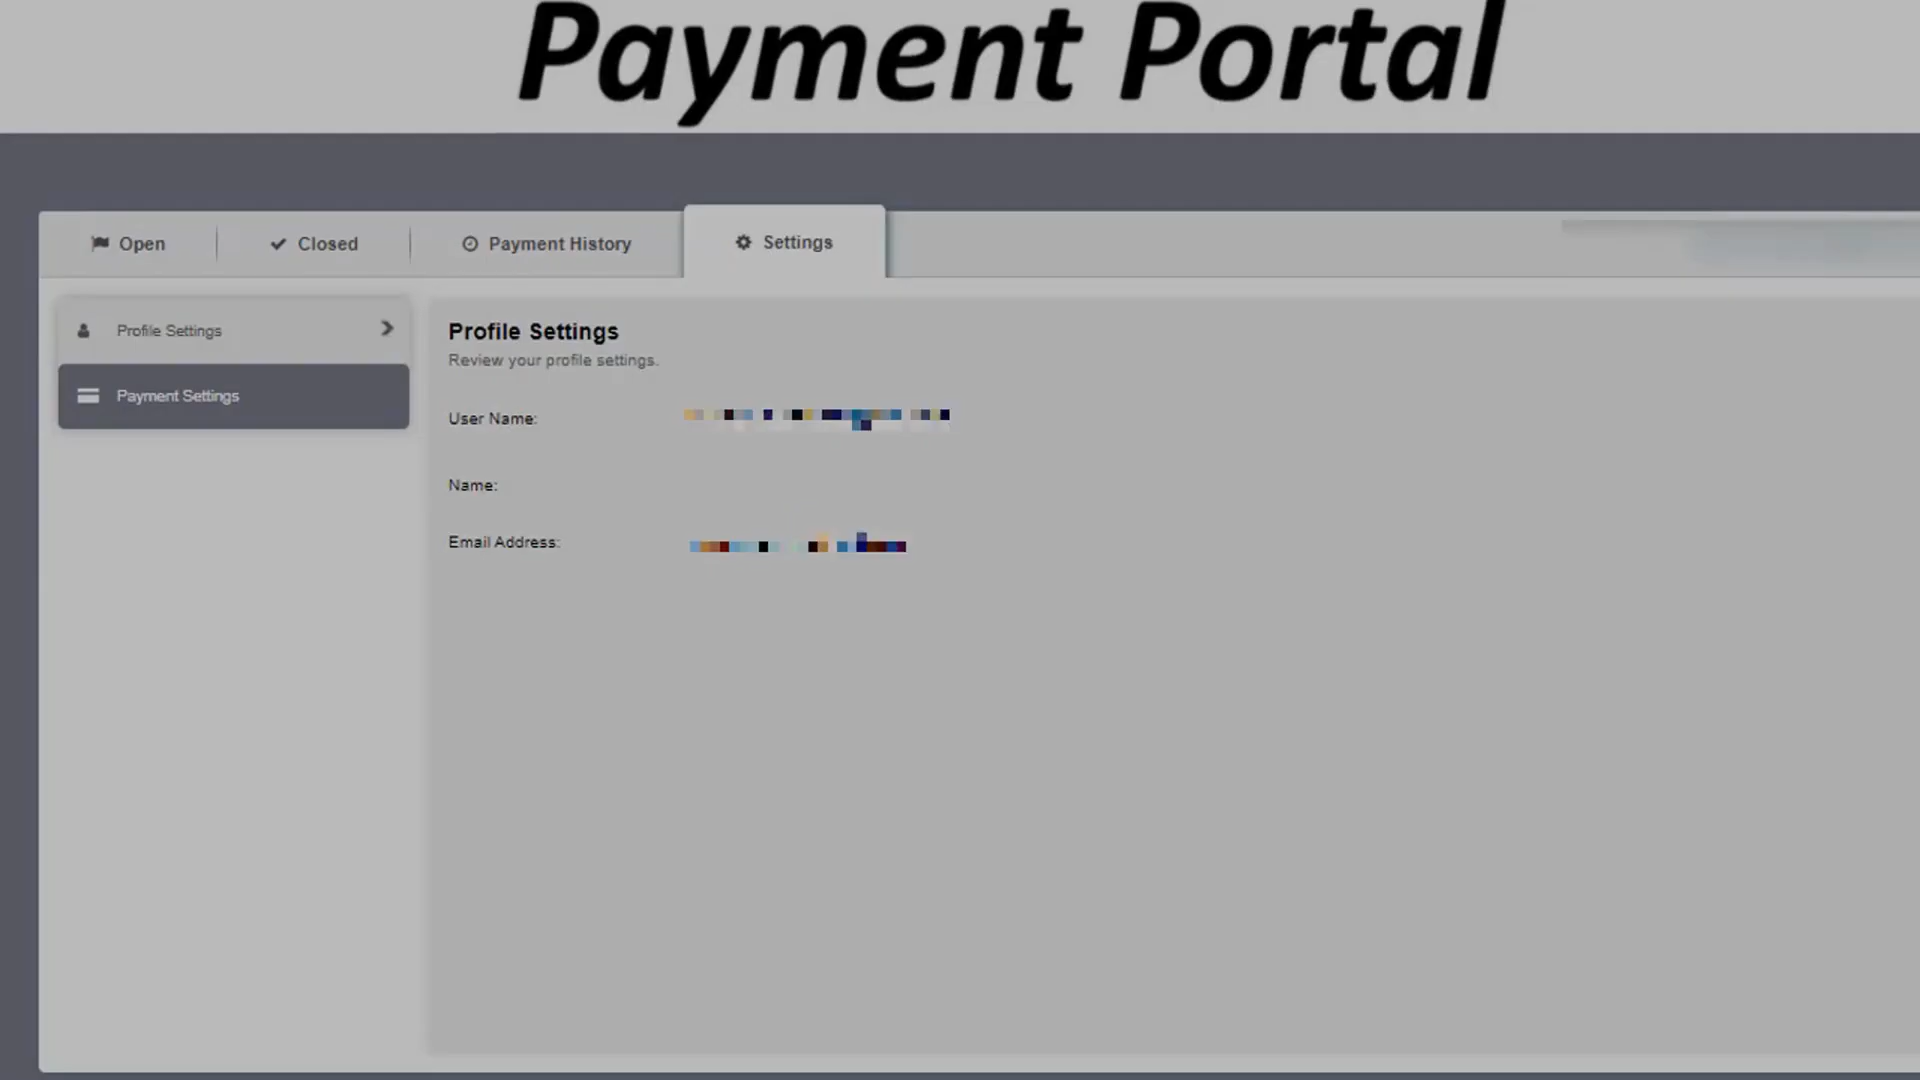 Payment Portal
Open
Closed
Payment History
Settings
Profile Settings
Payment Settings
Profile Settings
Review your profile settings.
User Name:
Name:
Email Address: